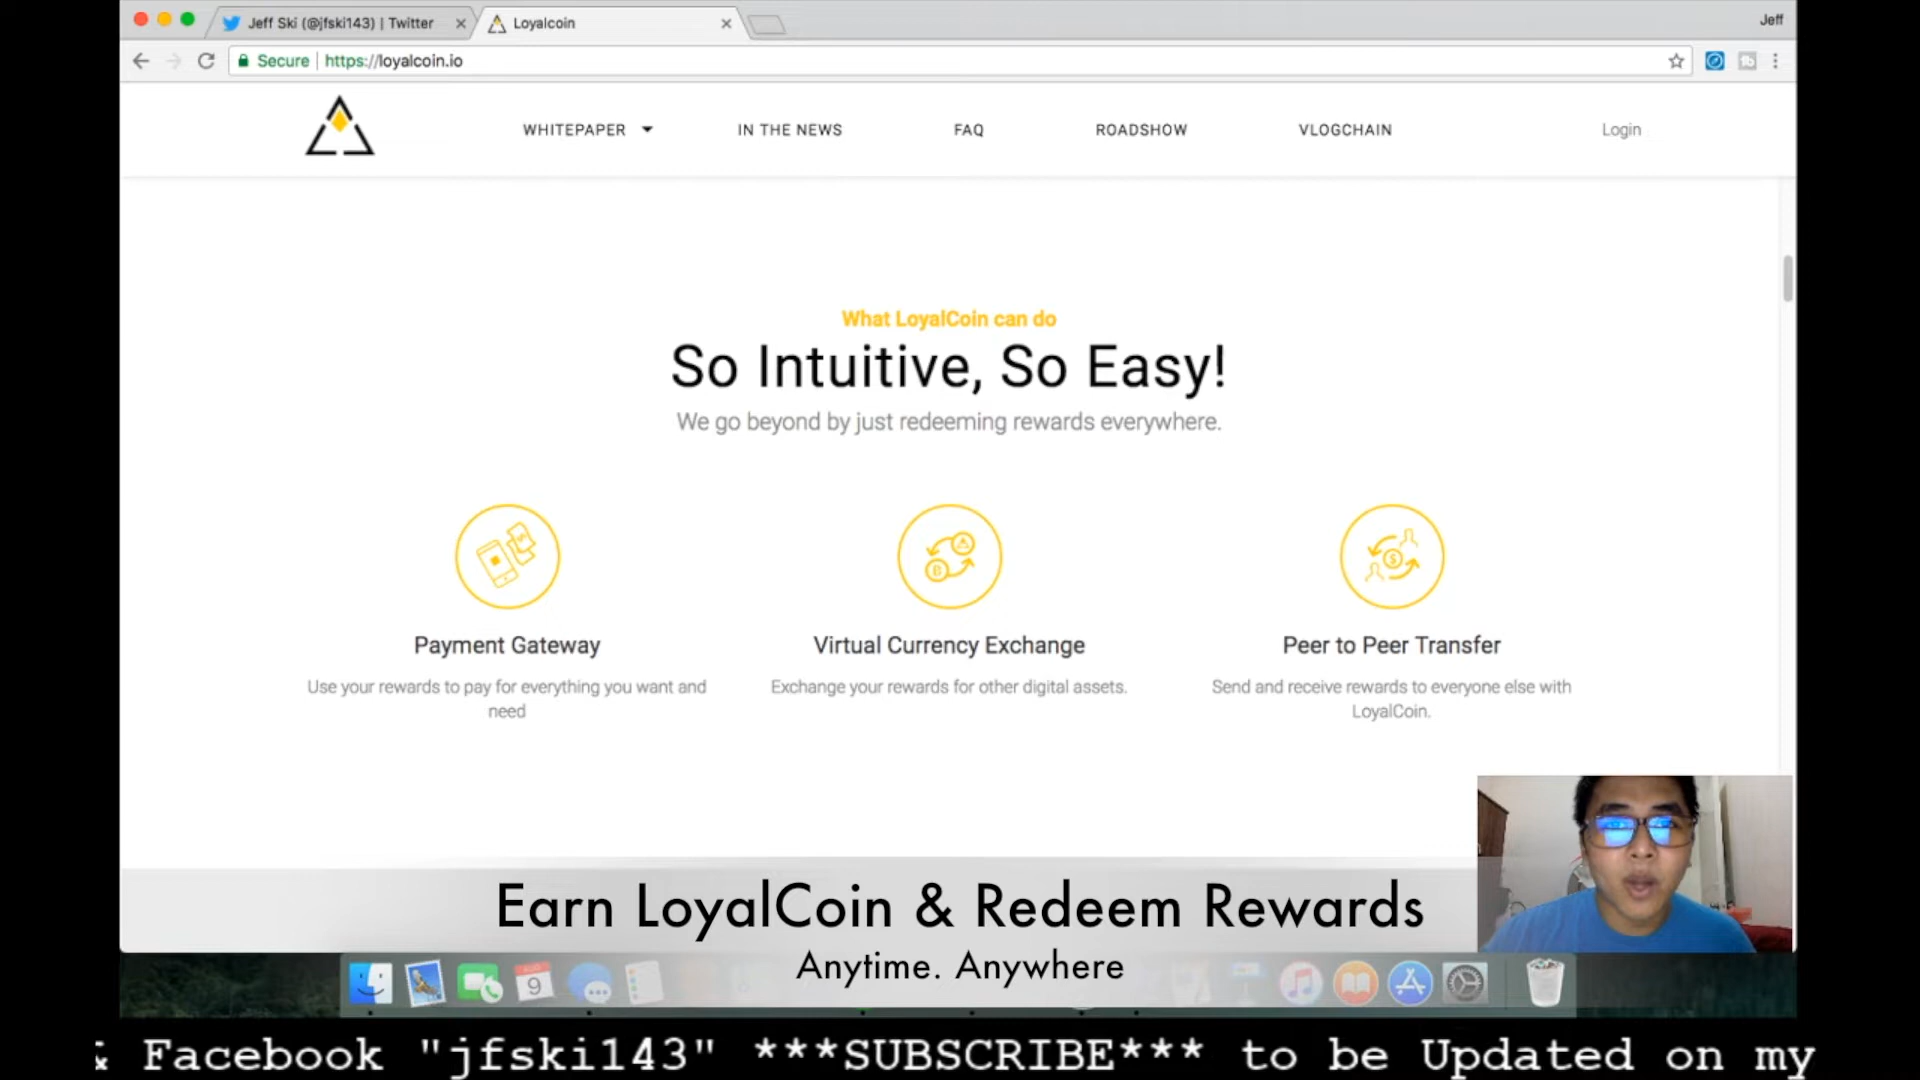 Jeff Ski (@jfski143) | Twitter
Loyalcoin
Jeff
Secure
https://loyalcoin.io
WHITEPAPER
IN THE NEWS
FAQ
ROADSHOW
VLOGCHAIN
Login
What LoyalCoin can do
So Intuitive, So Easy!
We go beyond by just redeeming rewards everywhere.
Payment Gateway
Use your rewards to pay for everything you want and
need
Virtual Currency Exchange
Exchange your rewards for other digital assets.
Peer to Peer Transfer
Send and receive rewards to everyone else with
LoyalCoin.
Earn LoyalCoin & Redeem Rewards
Anytime. Anywhere
AUG
9
& Facebook "jfski143" ***SUBSCRIBE*** to be Updated on my